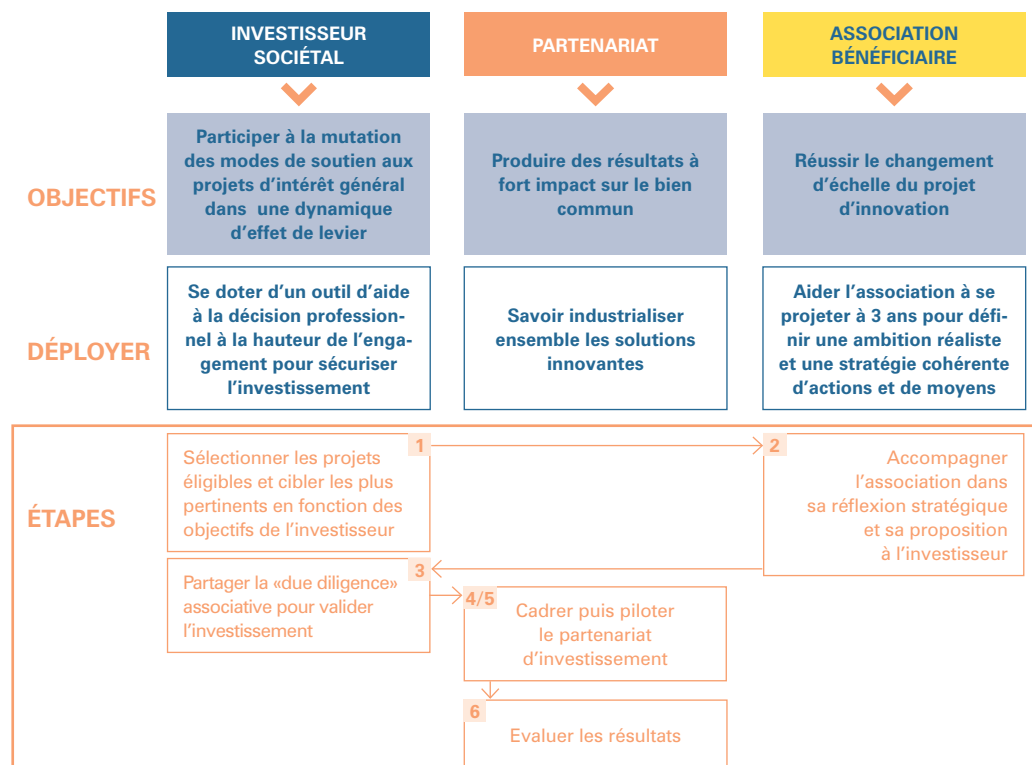 INVESTISSEUR
SOCIÉTAL
PARTENARIAT
ASSOCIATION
BÉNÉFICIAIRE
OBJECTIFS
Participer à la mutation
des modes de soutien aux
projets d’intérêt général
dans une dynamique
d’effet de levier
Produire des résultats à
fort impact sur le bien
commun
Réussir le changement
d’échelle du projet
d’innovation
DÉPLOYER
Se doter d’un outil d’aide
à la décision profession-
nel à la hauteur de l’enga-
gement pour sécuriser
l’investissement
Savoir industrialiser
ensemble les solutions
innovantes
Aider l’association à se
projeter à 3 ans pour défi-
nir une ambition réaliste
et une stratégie cohérente
d’actions et de moyens
ÉTAPES
1
Sélectionner les projets
éligibles et cibler les plus
pertinents en fonction des
objectifs de l’investisseur
2
Accompagner
l’association dans
sa réflexion stratégique
et sa proposition
à l’investisseur
3
Partager la «due diligence»
associative pour valider
l’investissement
4/5
Cadrer puis piloter
le partenariat
d’investissement
6
Evaluer les résultats